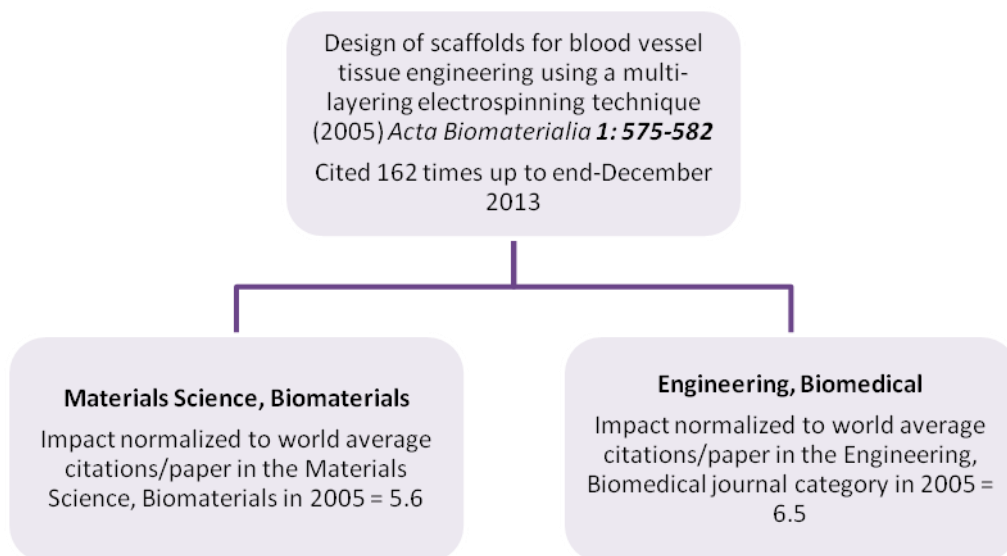 Design of scaffolds for blood vessel
tissue engineering using a multi-
layering electrospinning technique
(2005) Acta Biomaterialia 1: 575-582
Cited 162 times up to end-December
2013
Materials Science, Biomaterials
Impact normalized to world average
citations/paper in the Materials
Science, Biomaterials in 2005 = 5.6
Engineering, Biomedical
Impact normalized to world average
citations/paper in the Engineering,
Biomedical journal category in 2005 =
6.5